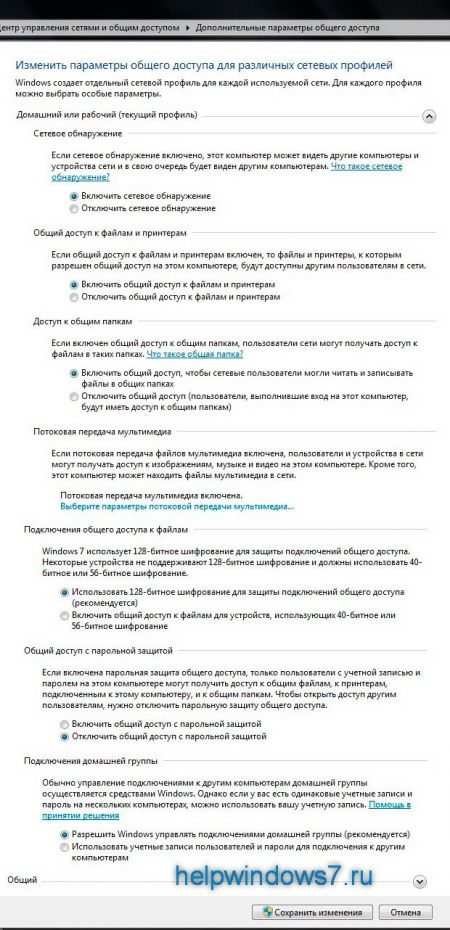 ентр управления сетями и общим доступом ▸ Дополнительные параметры общего доступа
Изменить параметры общего доступа для различных сетевых профилей
Windows создает отдельный сетевой профиль для каждой используемой сети. Для каждого профиля
можно выбрать особые параметры.
Домашний или рабочий (текущий профиль)
Сетевое обнаружение
Если сетевое обнаружение включено, этот компьютер может видеть другие компьютеры и
устройства сети и в свою очередь будет виден другим компьютерам. Что такое сетевое
обнаружение?
Включить сетевое обнаружение
Отключить сетевое обнаружение
Общий доступ к файлам и принтерам
Если общий доступ к файлам и принтерам включен, то файлы и принтеры, к которым
разрешен общий доступ на этом компьютере, будут доступны другим пользователям в сети.
Включить общий доступ к файлам и принтерам
Отключить общий доступ к файлам и принтерам
Доступ к общим папкам
Если включен общий доступ к общим папкам, пользователи сети могут получать доступ к
файлам в таких папках. Что такое общая папка?
Включить общий доступ, чтобы сетевые пользователи могли читать и записывать
файлы в общих папках
Отключить общий доступ (пользователи, выполнившие вход на этот компьютер,
будут иметь доступ к общим папкам)
Потоковая передача мультимедиа
Если потоковая передача файлов мультимедиа включена, пользователи и устройства в сети
могут получать доступ к изображениям, музыке и видео на этом компьютере. Кроме того,
этот компьютер может находить файлы мультимедиа в сети.
Потоковая передача мультимедиа включена.
Выберите параметры потоковой передачи мультимедиа...
Подключения общего доступа к файлам
Windows 7 использует 128-битное шифрование для защиты подключений общего доступа.
Некоторые устройства не поддерживают 128-битное шифрование и должны использовать 40-
битное или 56-битное шифрование.
Использовать 128-битное шифрование для защиты подключений общего доступа
(рекомендуется)
Включить общий доступ к файлам для устройств, использующих 40-битное или
56-битное шифрование
Общий доступ с парольной защитой
Если включена парольная защита общего доступа, только пользователи с учетной записью и
паролем на этом компьютере могут получить доступ к общим файлам, к принтерам,
подключенным к этому компьютеру, и к общим папкам. Чтобы открыть доступ другим
пользователям, нужно отключить парольную защиту общего доступа.
Включить общий доступ с парольной защитой
Отключить общий доступ с парольной защитой
Подключения домашней группы
Обычно управление подключениями к другим компьютерам домашней группы
осуществляется средствами Windows. Однако если у вас есть одинаковые учетные записи и
пароль на нескольких компьютерах, можно использовать вашу учетную запись. Помощь в
принятии решения
Разрешить Windows управлять подключениями домашней группы (рекомендуется)
Использовать учетные записи пользователей и пароли для подключения к другим
компьютерам
helpwindows7.ru
Общий
Сохранить изменения Отмена